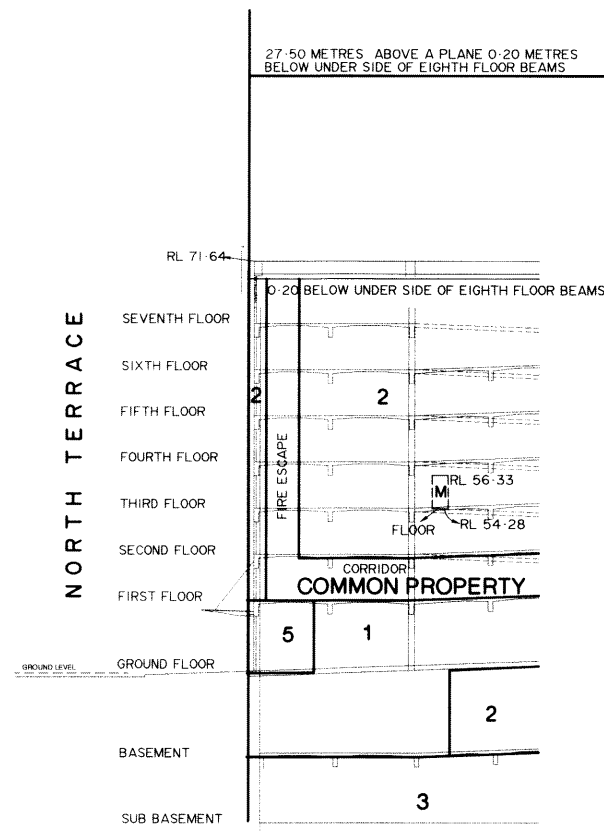 27·50 METRES ABOVE A PLANE 0·20 METRES
BELOW UNDER SIDE OF EIGHTH FLOOR BEAMS
RL 71·64
0·20 BELOW UNDER SIDE OF EIGHTH FLOOR BEAMS
NORTH TERRACE
SEVENTH FLOOR
SIXTH FLOOR
2
2
FIFTH FLOOR
FIRE ESCAPE
FOURTH FLOOR
M
RL 56·33
THIRD FLOOR
FLOOR
RL 54·28
SECOND FLOOR
CORRIDOR
COMMON PROPERTY
FIRST FLOOR
5
1
GROUND LEVEL
GROUND FLOOR
2
BASEMENT
3
SUB BASEMENT